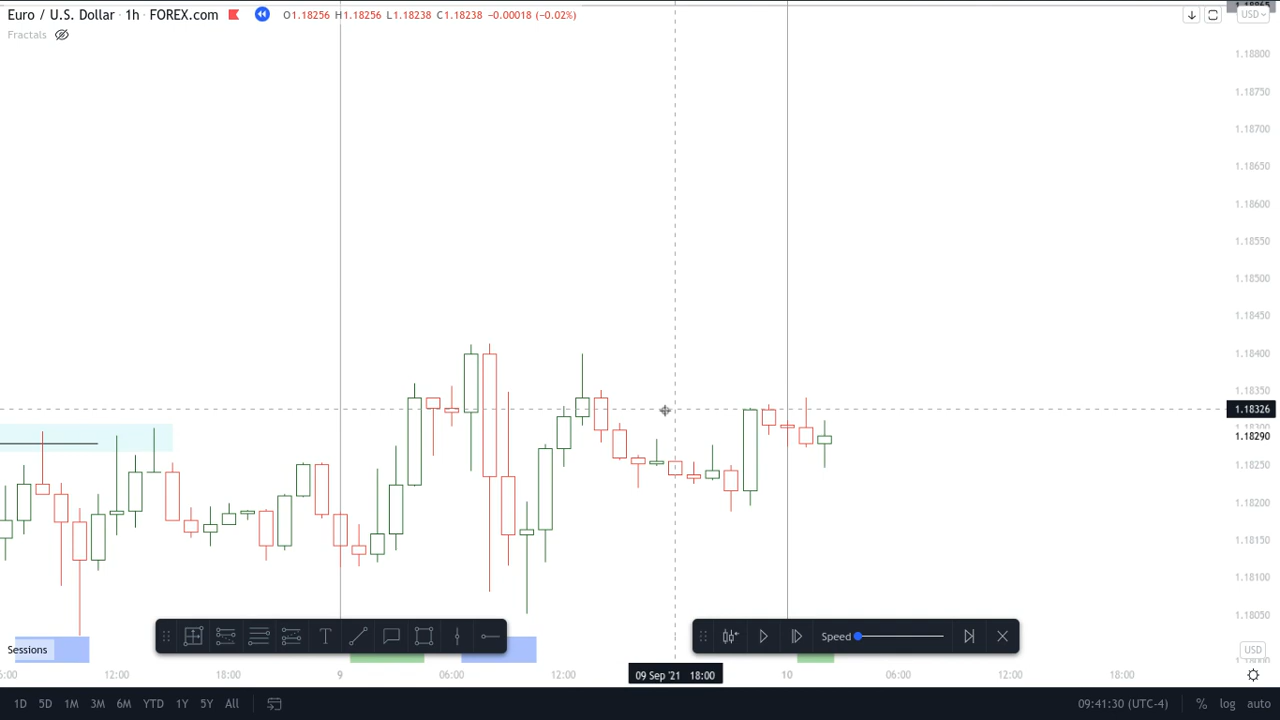 Euro / U.S. Dollar · 1h · FOREX.com O1.18256 H1.18256 L1.18238 C1.18238 −0.00018 (−0.02%)
USD
Fractals
1.18800
1.18750
1.18700
1.18650
1.18600
1.18550
1.18500
1.18450
1.18400
1.18350
1.18326
1.18300
1.18290
1.18250
1.18200
1.18150
1.18100
1.18050
Speed
Sessions
USD
12:00 18:00 9 06:00 12:00 09 Sep '21 18:00 10 06:00 12:00 18:00
1D 5D 1M 3M 6M YTD 1Y 5Y All 09:41:30 (UTC-4) % log auto